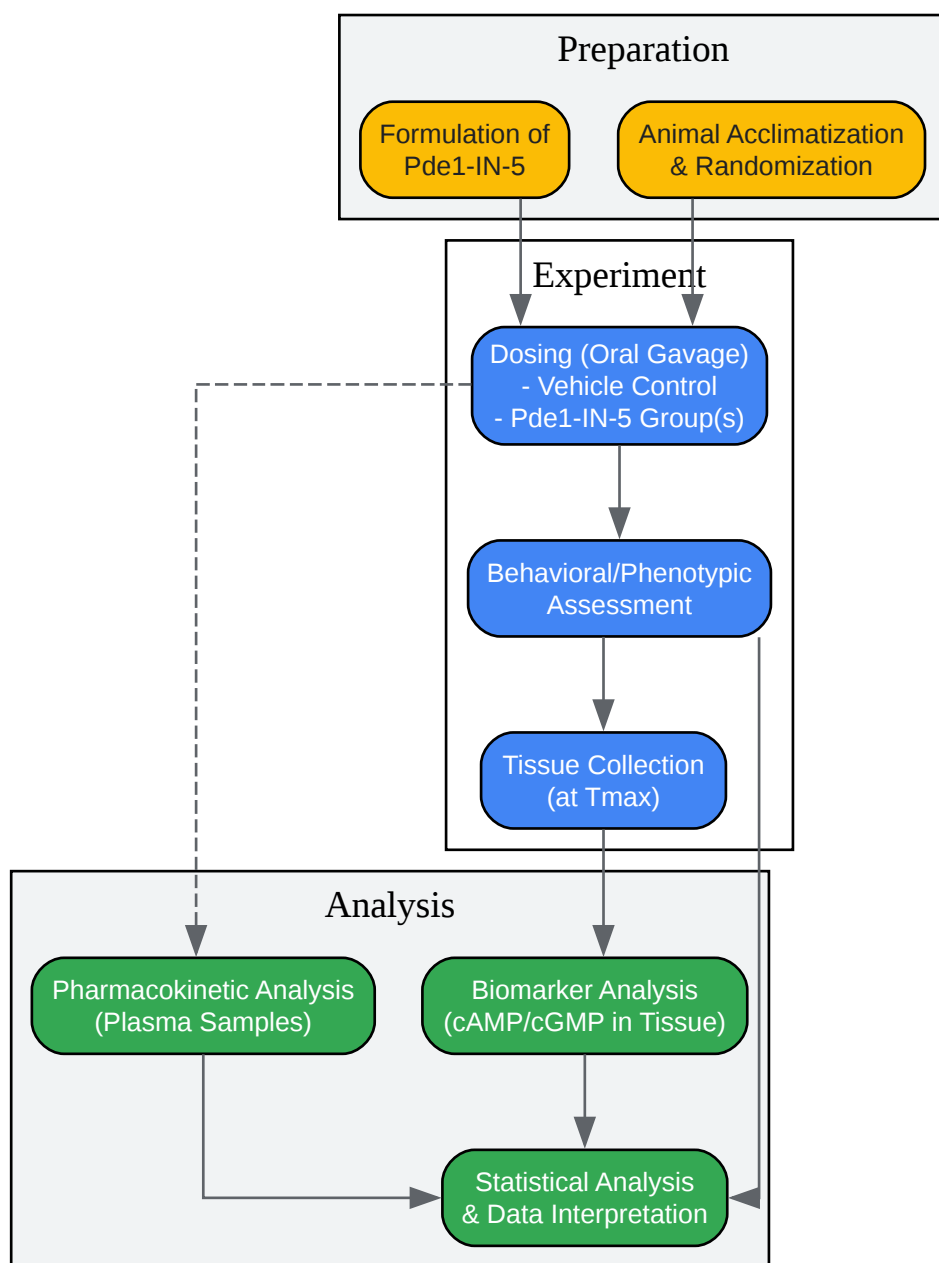 Preparation
Formulation of
Pde1-IN-5
Animal Acclimatization
& Randomization
Experiment
Dosing (Oral Gavage)
- Vehicle Control
- Pde1-IN-5 Group(s)
Behavioral/Phenotypic
Assessment
Tissue Collection
(at Tmax)
Analysis
Pharmacokinetic Analysis
(Plasma Samples)
Biomarker Analysis
(cAMP/cGMP in Tissue)
Statistical Analysis
& Data Interpretation